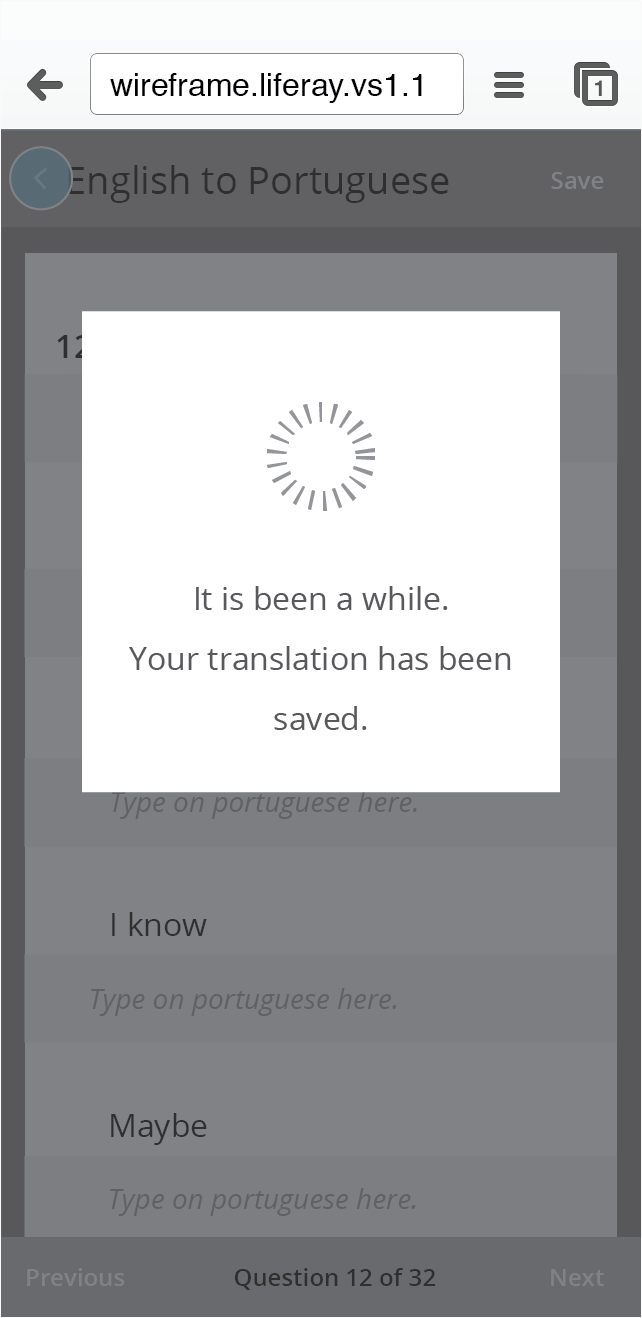 wireframe.liferay.vs1.1
1
English to Portuguese
Save
12
It is been a while.
Your translation has been
saved.
Type on portuguese here.
I know
Type on portuguese here.
Maybe
Type on portuguese here.
Previous
Question 12 of 32
Next